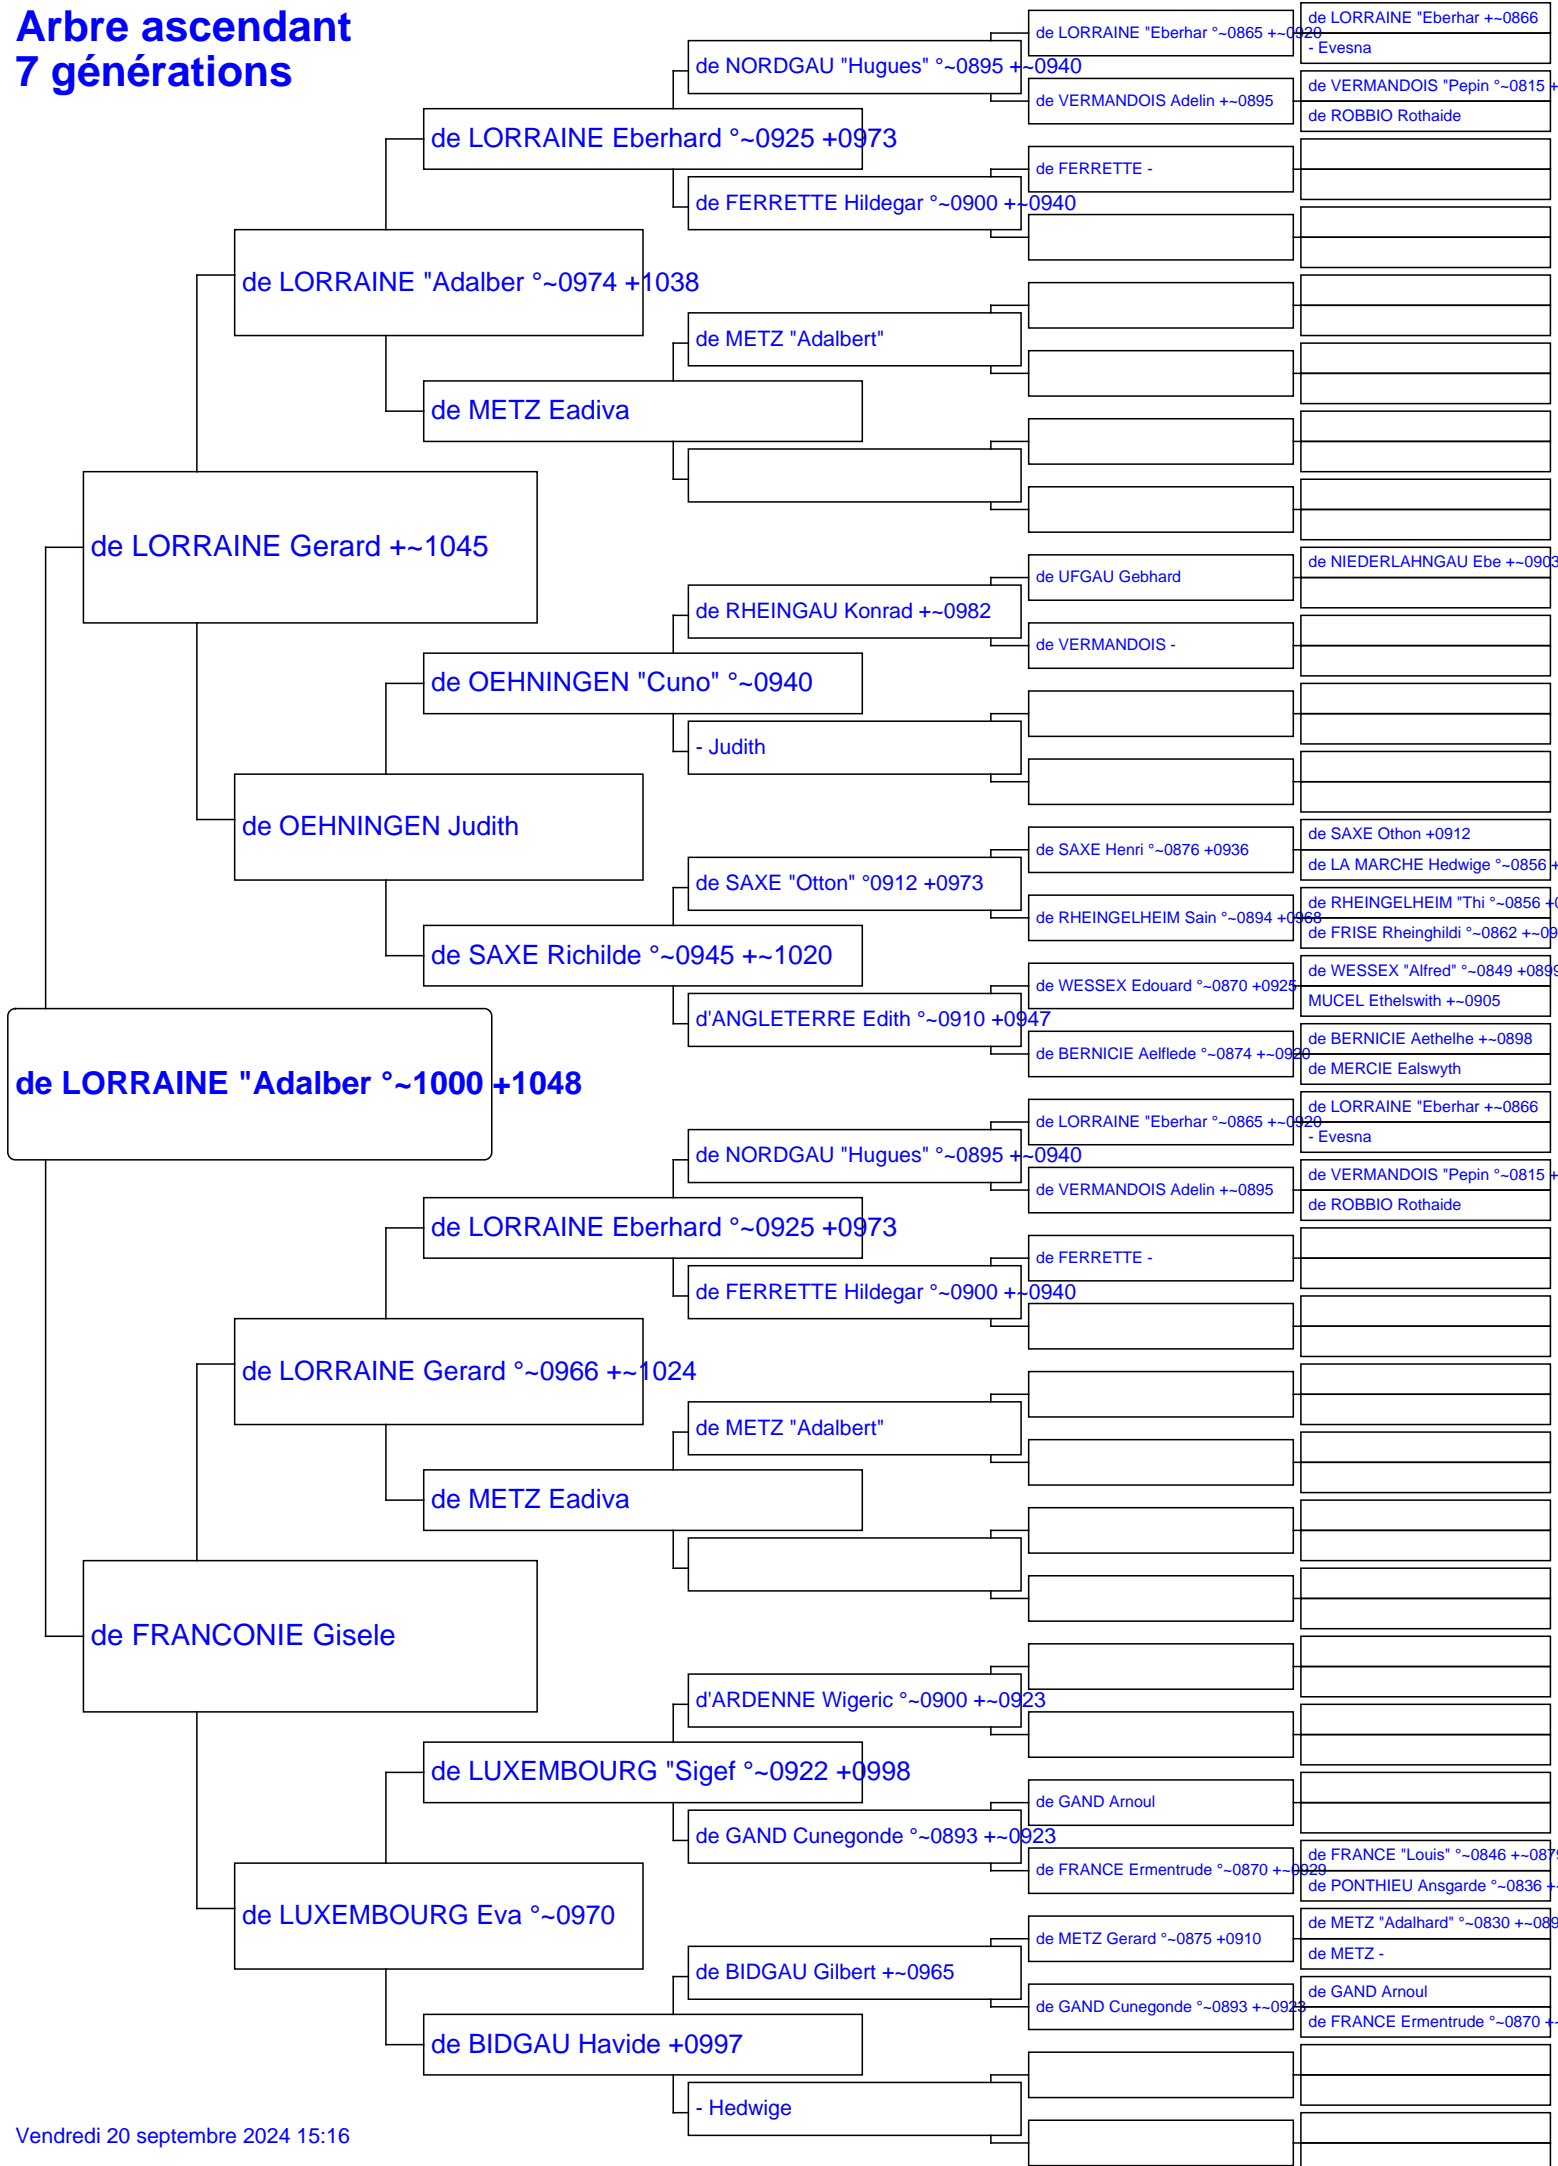 Arbre ascendant
7 générations
de LORRAINE "Adalber °~1000 +1048
de LORRAINE Gerard +~1045
de FRANCONIE Gisele
de LORRAINE "Adalber °~0974 +1038
de OEHNINGEN Judith
de LORRAINE Gerard °~0966 +~1024
de LUXEMBOURG Eva °~0970
de LORRAINE Eberhard °~0925 +0973
de METZ Eadiva
de OEHNINGEN "Cuno" °~0940
de SAXE Richilde °~0945 +~1020
de LORRAINE Eberhard °~0925 +0973
de METZ Eadiva
de LUXEMBOURG "Sigef °~0922 +0998
de BIDGAU Havide +0997
de NORDGAU "Hugues" °~0895 +~0940
de FERRETTE Hildegar °~0900 +~0940
de METZ "Adalbert"
de RHEINGAU Konrad +~0982
- Judith
de SAXE "Otton" °0912 +0973
d'ANGLETERRE Edith °~0910 +0947
de NORDGAU "Hugues" °~0895 +~0940
de FERRETTE Hildegar °~0900 +~0940
de METZ "Adalbert"
d'ARDENNE Wigeric °~0900 +~0923
de GAND Cunegonde °~0893 +~0923
de BIDGAU Gilbert +~0965
- Hedwige
de LORRAINE "Eberhar °~0865 +~0920
de VERMANDOIS Adelin +~0895
de FERRETTE -
de UFGAU Gebhard
de VERMANDOIS -
de SAXE Henri °~0876 +0936
de RHEINGELHEIM Sain °~0894 +0968
de WESSEX Edouard °~0870 +0925
de BERNICIE Aelflede °~0874 +~0920
de LORRAINE "Eberhar °~0865 +~0920
de VERMANDOIS Adelin +~0895
de FERRETTE -
de GAND Arnoul
de FRANCE Ermentrude °~0870 +~0929
de METZ Gerard °~0875 +0910
de GAND Cunegonde °~0893 +~0923
de LORRAINE "Eberhar +~0866
- Evesna
de VERMANDOIS "Pepin °~0815 +
de ROBBIO Rothaide
de NIEDERLAHNGAU Ebe +~0903
de SAXE Othon +0912
de LA MARCHE Hedwige °~0856 +
de RHEINGELHEIM "Thi °~0856 +0
de FRISE Rheinghildi °~0862 +~09
de WESSEX "Alfred" °~0849 +0899
MUCEL Ethelswith +~0905
de BERNICIE Aethelhe +~0898
de MERCIE Ealswyth
de LORRAINE "Eberhar +~0866
- Evesna
de VERMANDOIS "Pepin °~0815 +
de ROBBIO Rothaide
de FRANCE "Louis" °~0846 +~0879
de PONTHIEU Ansgarde °~0836 +~
de METZ "Adalhard" °~0830 +~089
de METZ -
de GAND Arnoul
de FRANCE Ermentrude °~0870 +~
Vendredi 20 septembre 2024 15:16